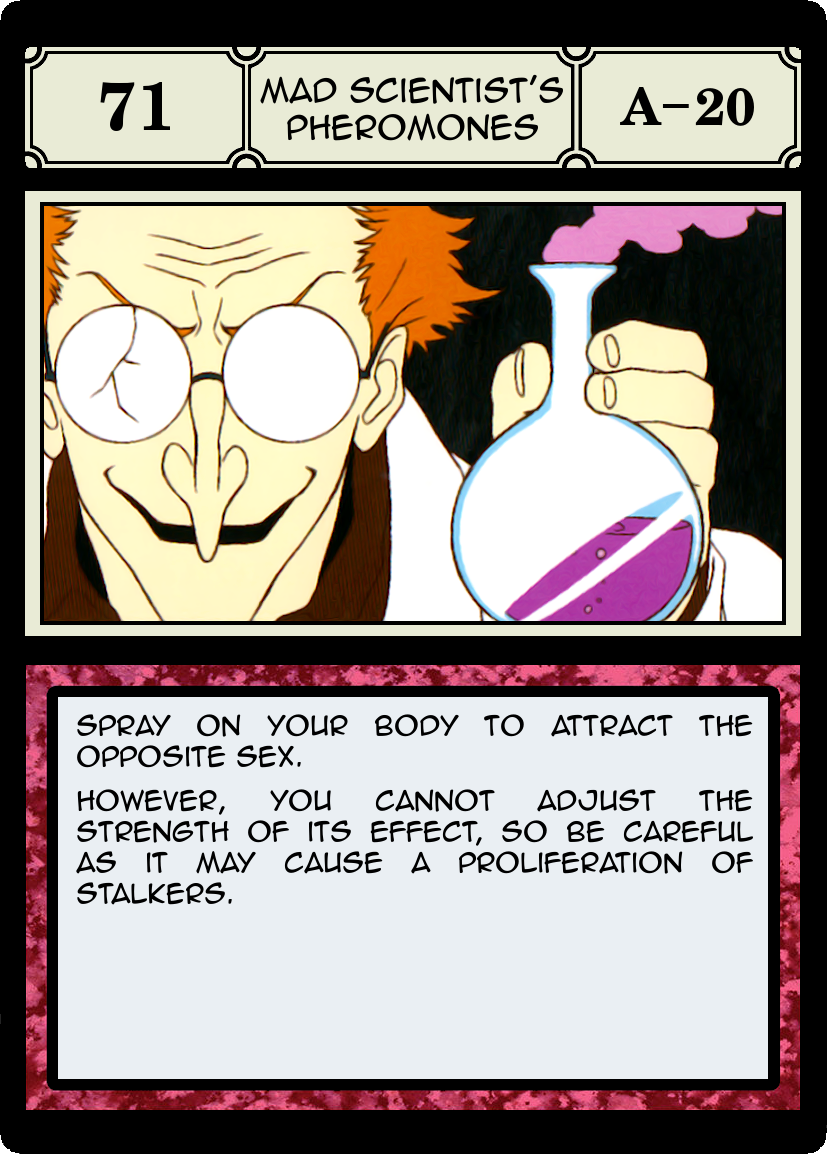 71
MAD SCIENTIST'S
PHEROMONES
A-20
SPRAY ON YOUR BODY TO ATTRACT THE
OPPOSITE SEX.
HOWEVER, YOU CANNOT ADJUST THE
STRENGTH OF ITS EFFECT, SO BE CAREFUL
AS IT MAY CAUSE A PROLIFERATION OF
STALKERS.